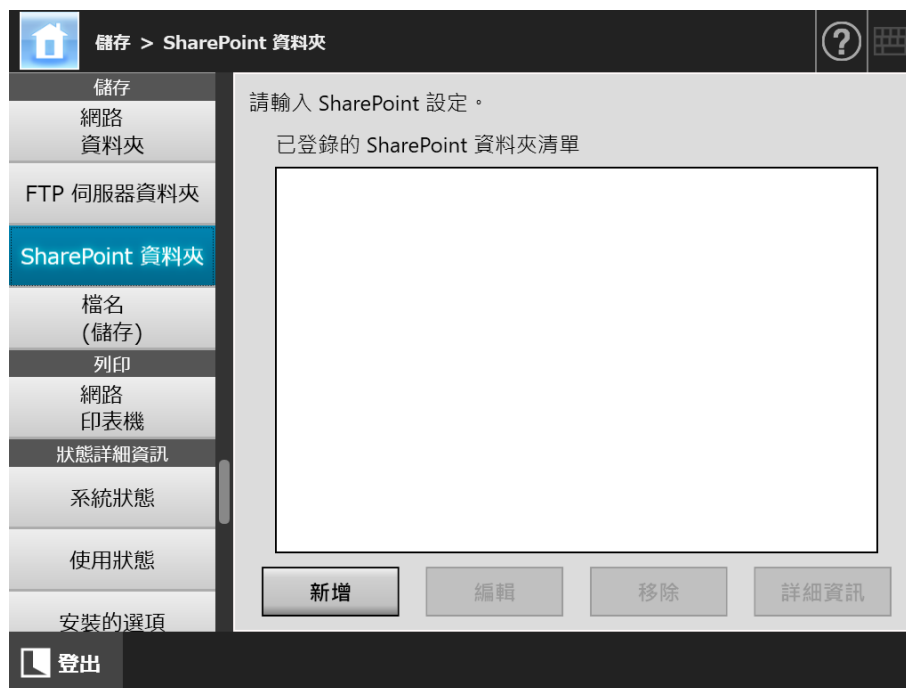 儲存 > SharePoint 資料夾
?
儲存
網路
資料夾
FTP 伺服器資料夾
SharePoint 資料夾
檔名
(儲存)
列印
網路
印表機
狀態詳細資訊
系統狀態
使用狀態
安裝的選項
請輸入 SharePoint 設定。
已登錄的 SharePoint 資料夾清單
新增
編輯
移除
詳細資訊
登出